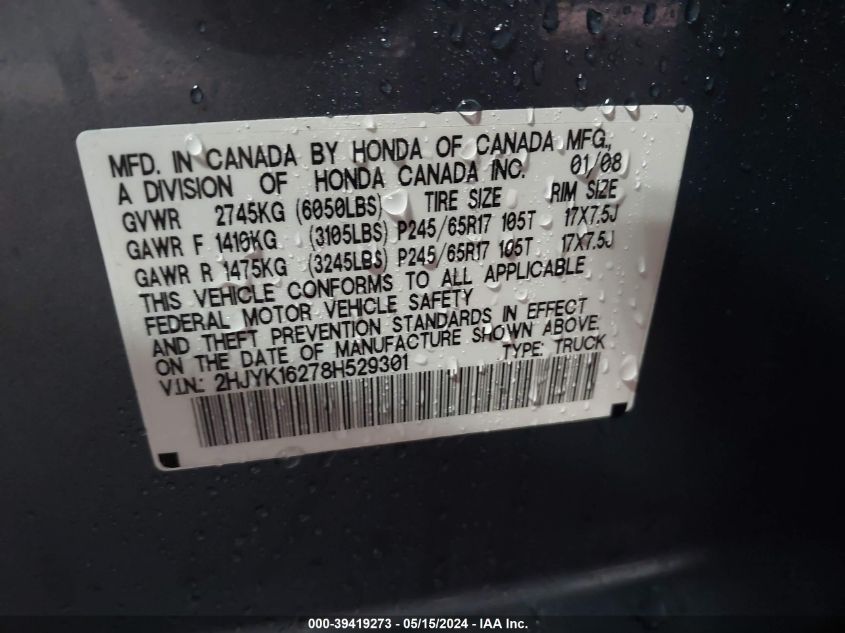 MFD. IN CANADA BY HONDA OF CANADA MFG.,
A DIVISION OF HONDA CANADA INC. 01/08
GVWR 2745KG (6050LBS) TIRE SIZE RIM SIZE
GAWR F 1410KG (3105LBS) P245/65R17 105T 17X7.5J
GAWR R 1475KG (3245LBS) P245/65R17 105T 17X7.5J
THIS VEHICLE CONFORMS TO ALL APPLICABLE
FEDERAL MOTOR VEHICLE SAFETY
AND THEFT PREVENTION STANDARDS IN EFFECT
ON THE DATE OF MANUFACTURE SHOWN ABOVE.
V.I.N.: 2HJYK16278H529301 TYPE: TRUCK
000-39419273 - 05/15/2024 - IAA Inc.